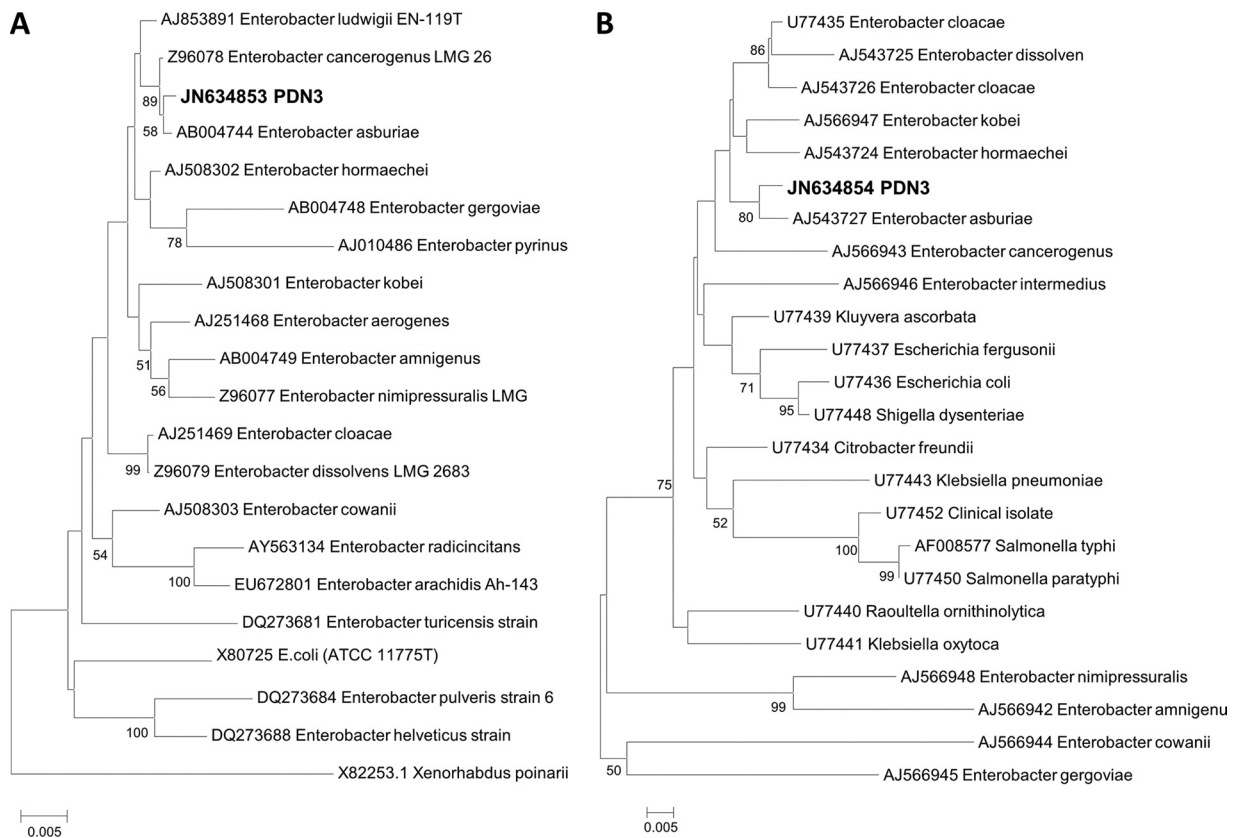 A
AJ853891 Enterobacter ludwigii EN-119T
Z96078 Enterobacter cancerogenus LMG 26
89
JN634853 PDN3
58
AB004744 Enterobacter asburiae
AJ508302 Enterobacter hormaechei
AB004748 Enterobacter gergoviae
78
AJ010486 Enterobacter pyrinus
AJ508301 Enterobacter kobei
AJ251468 Enterobacter aerogenes
51
AB004749 Enterobacter amnigenus
56
Z96077 Enterobacter nimipressuralis LMG
AJ251469 Enterobacter cloacae
99
Z96079 Enterobacter dissolvens LMG 2683
AJ508303 Enterobacter cowanii
54
AY563134 Enterobacter radicincitans
100
EU672801 Enterobacter arachidis Ah-143
DQ273681 Enterobacter turicensis strain
X80725 E.coli (ATCC 11775T)
DQ273684 Enterobacter pulveris strain 6
100
DQ273688 Enterobacter helveticus strain
X82253.1 Xenorhabdus poinarii
0.005
B
U77435 Enterobacter cloacae
86
AJ543725 Enterobacter dissolven
AJ543726 Enterobacter cloacae
AJ566947 Enterobacter kobei
AJ543724 Enterobacter hormaechei
JN634854 PDN3
80
AJ543727 Enterobacter asburiae
AJ566943 Enterobacter cancerogenus
AJ566946 Enterobacter intermedius
U77439 Kluyvera ascorbata
U77437 Escherichia fergusonii
71
U77436 Escherichia coli
95
U77448 Shigella dysenteriae
U77434 Citrobacter freundii
75
U77443 Klebsiella pneumoniae
52
U77452 Clinical isolate
100
AF008577 Salmonella typhi
99
U77450 Salmonella paratyphi
U77440 Raoultella ornithinolytica
U77441 Klebsiella oxytoca
AJ566948 Enterobacter nimipressuralis
99
AJ566942 Enterobacter amnigenu
AJ566944 Enterobacter cowanii
50
AJ566945 Enterobacter gergoviae
0.005